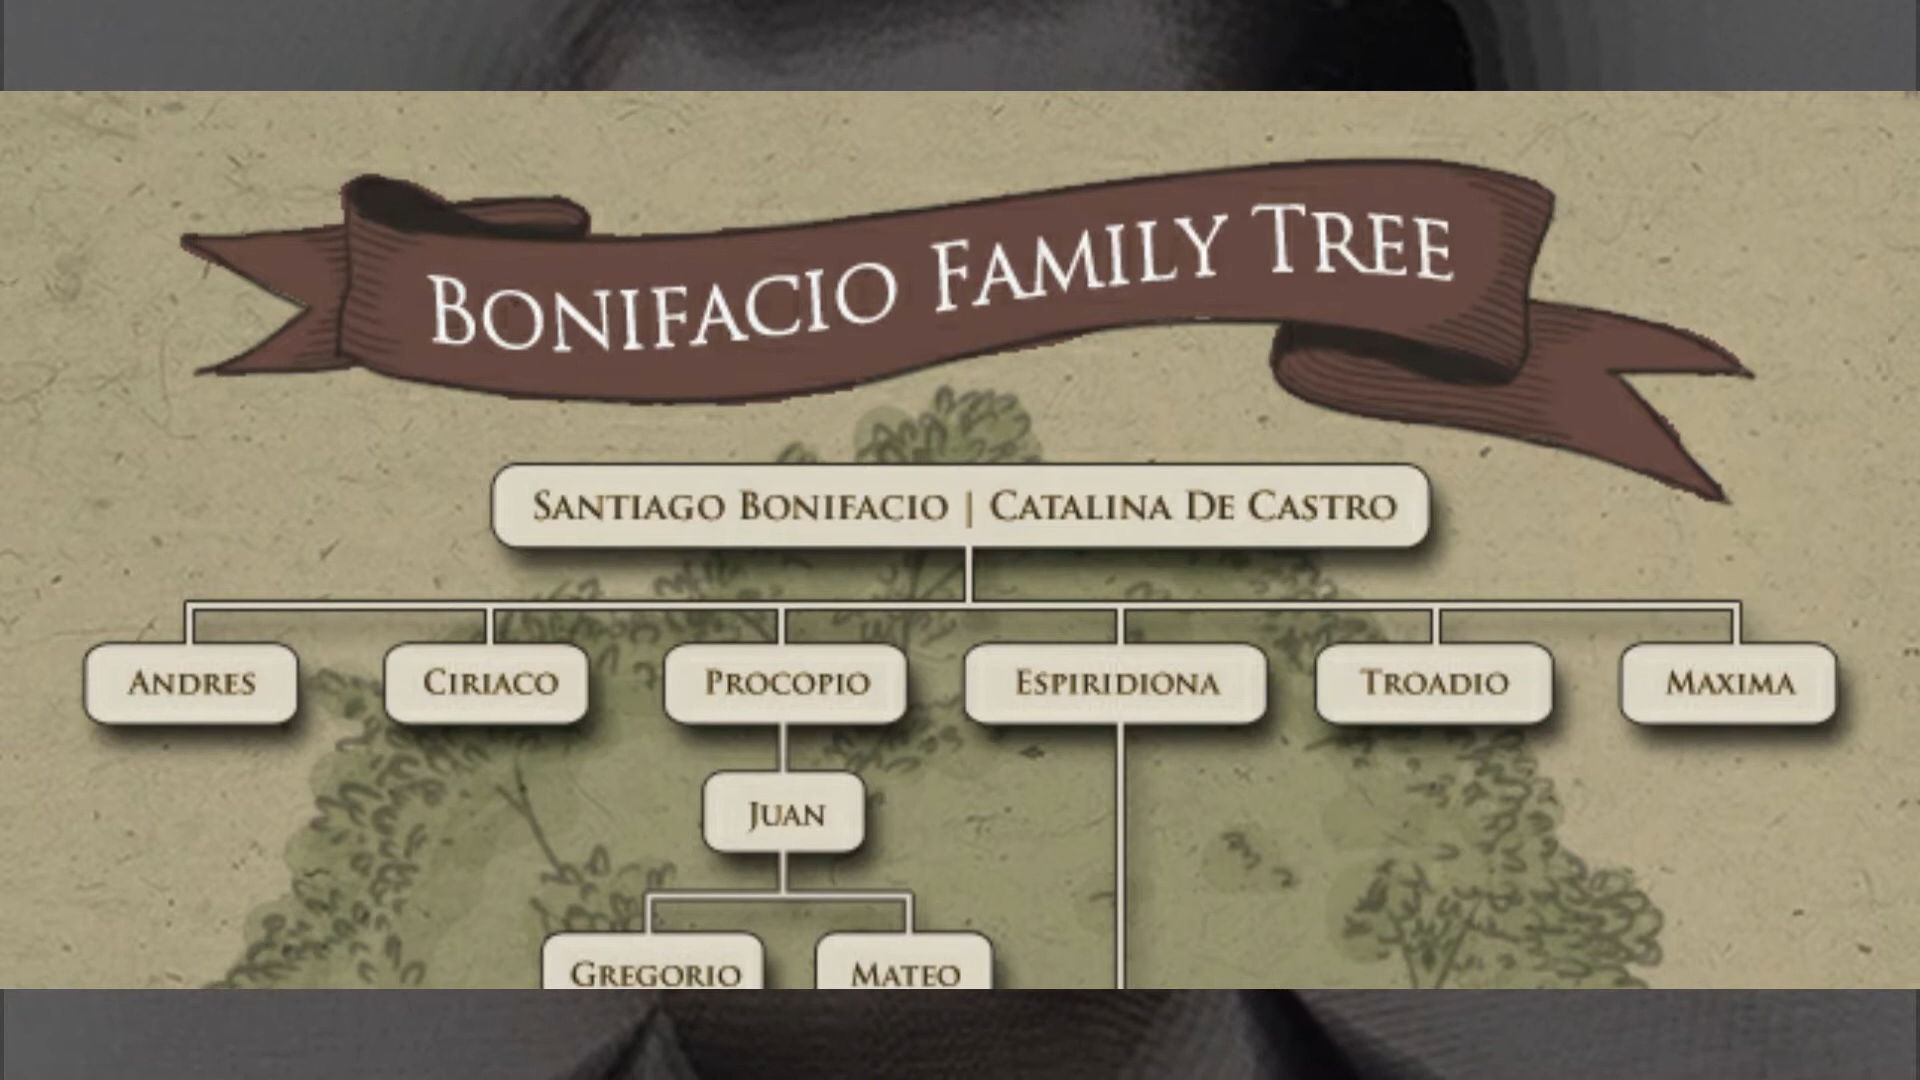 Bonifacio Family Tree
Santiago Bonifacio | Catalina De Castro
Andres
Ciriaco
Procopio
Espiridiona
Troadio
Maxima
Juan
Gregorio
Mateo